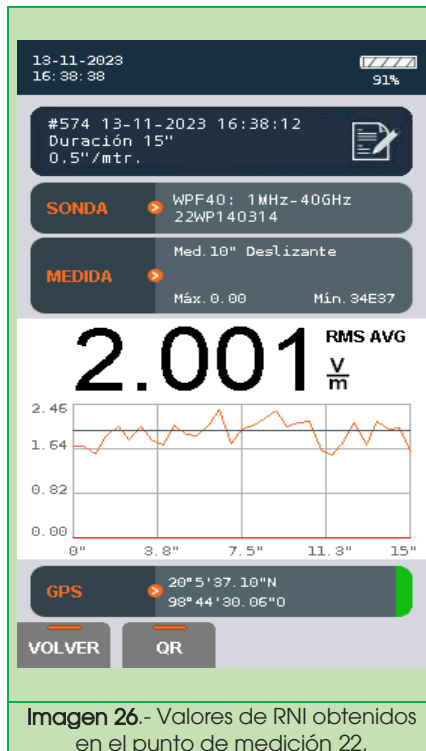 13-11-2023
16:38:38
91%
#574 13-11-2023 16:38:12
Duración 15"
0.5"/mtr.
SONDA
WPF40: 1MHz-40GHz
22WP140314
MEDIDA
Med.10" Deslizante
Máx.0.00 Mín.34E37
2.001 RMS AVG
V
m
2.46
1.64
0.82
0.00
0" 3.8" 7.5" 11.3" 15"
GPS
20°5'37.10"N
98°44'30.06"O
VOLVER QR
Imagen 26.- Valores de RNI obtenidos
en el punto de medición 22.